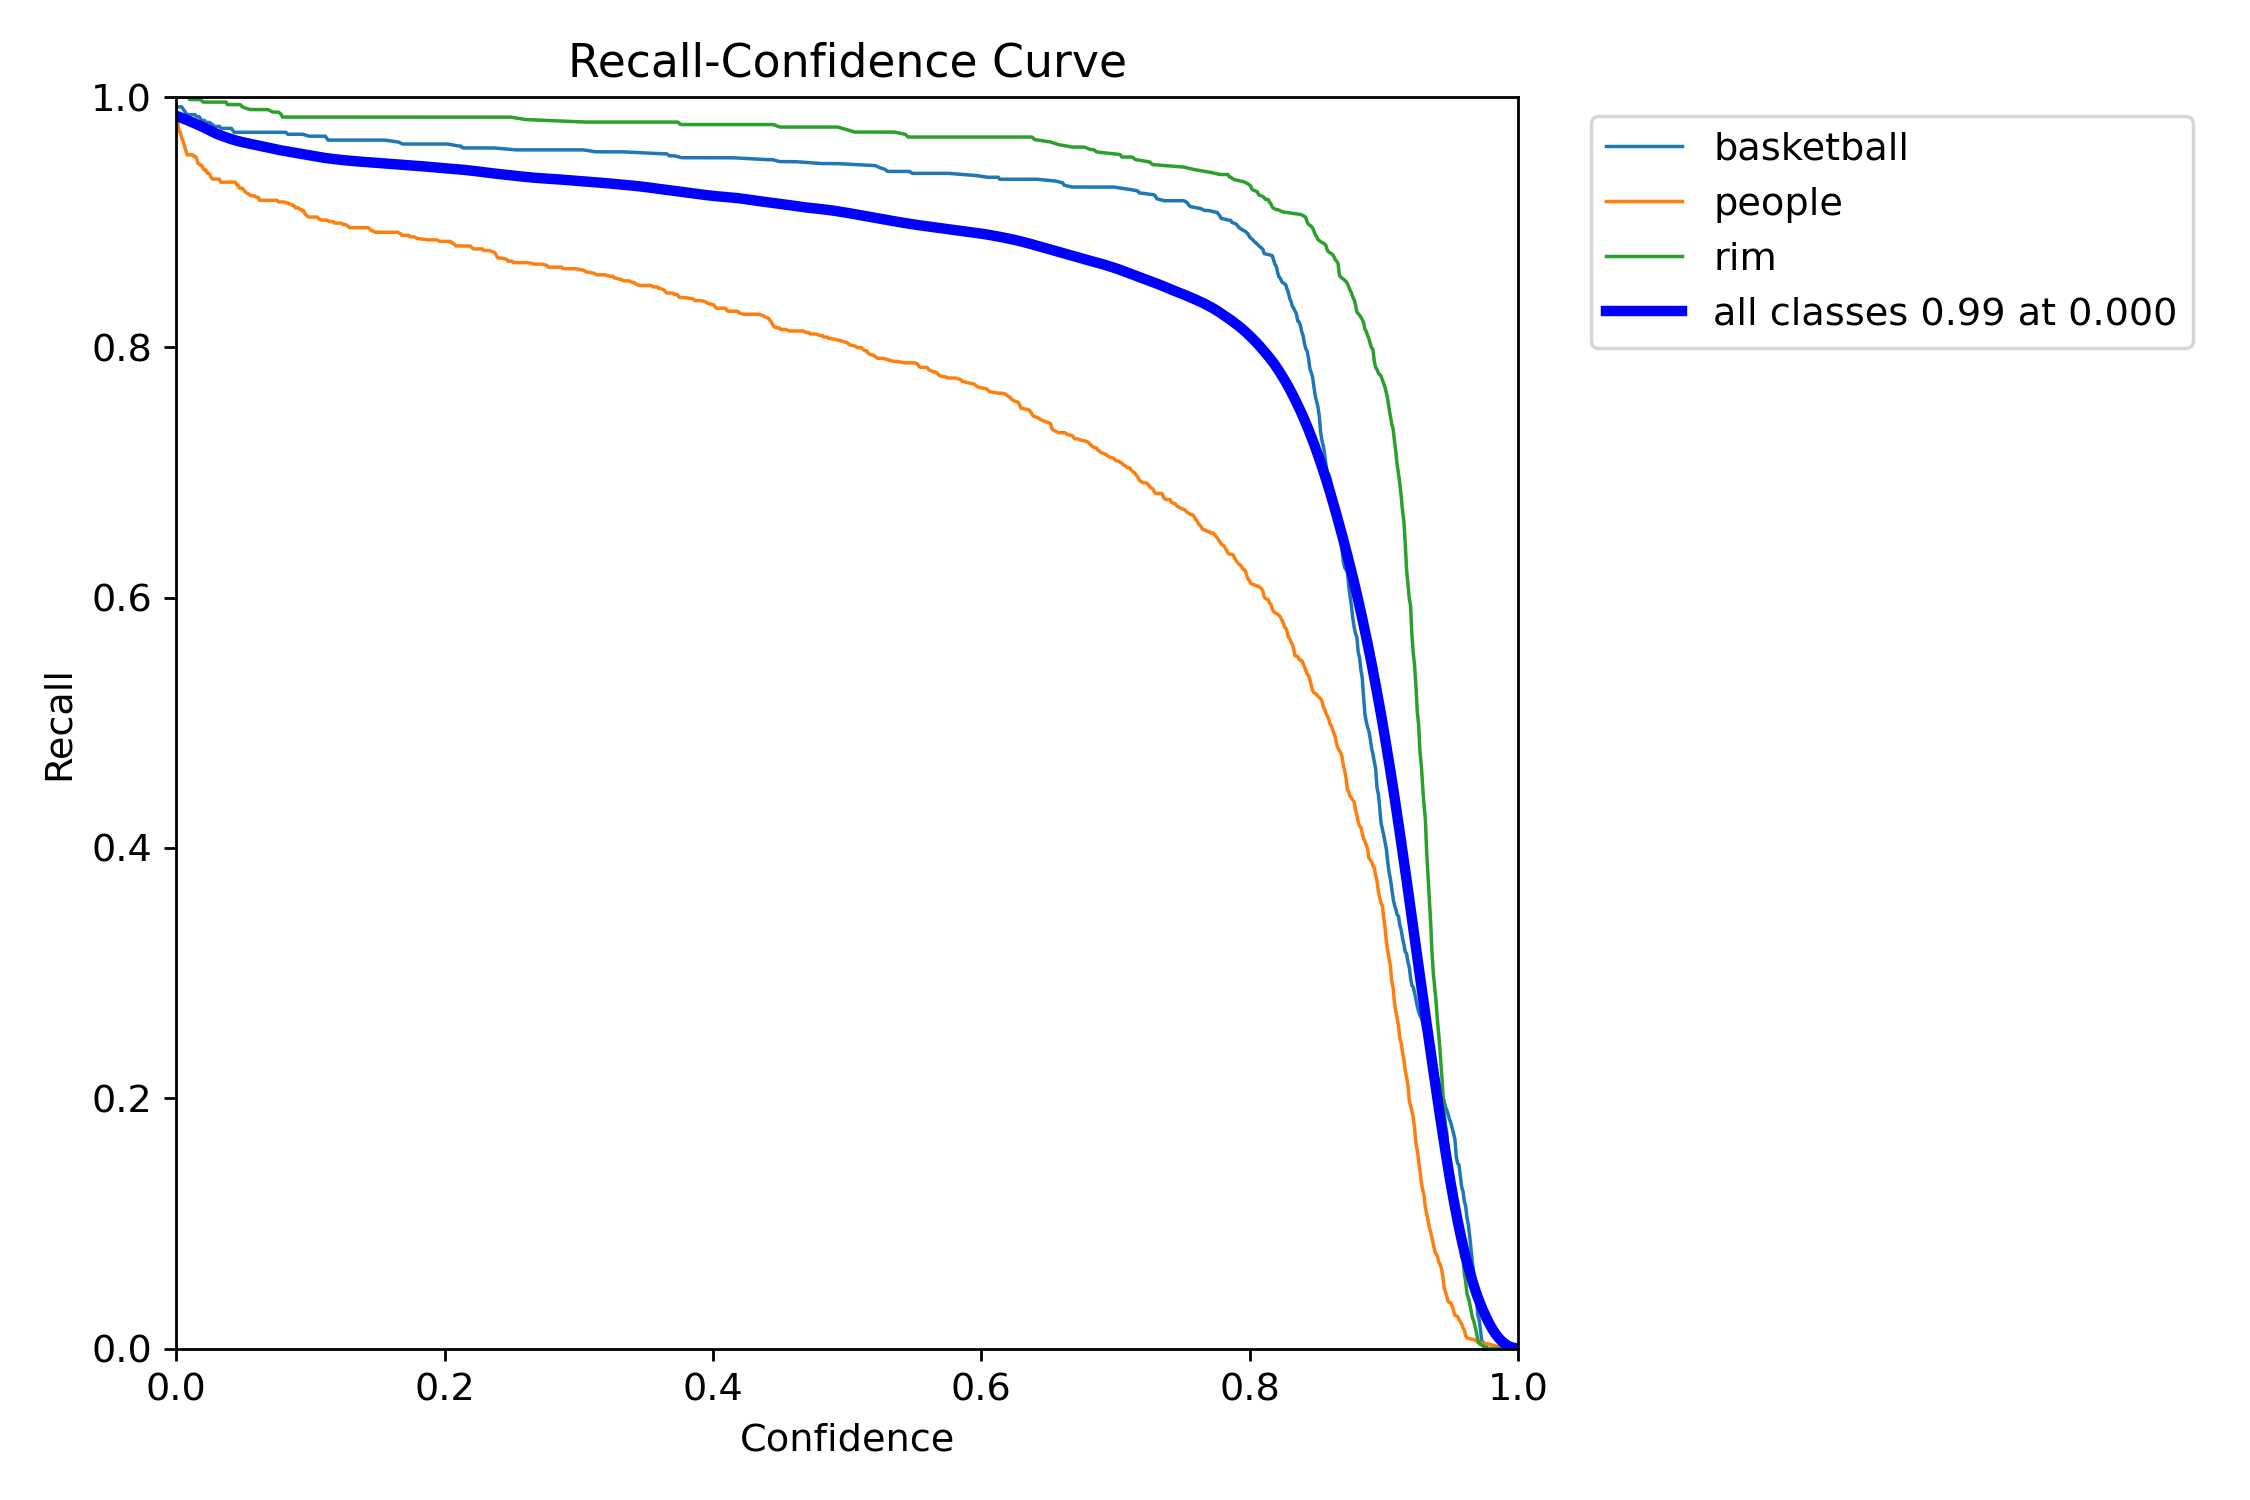 Recall-Confidence Curve
1.0
0.8
0.6
0.4
0.2
0.0
Recall
0.0 0.2 0.4 0.6 0.8 1.0
Confidence
basketball
people
rim
all classes 0.99 at 0.000